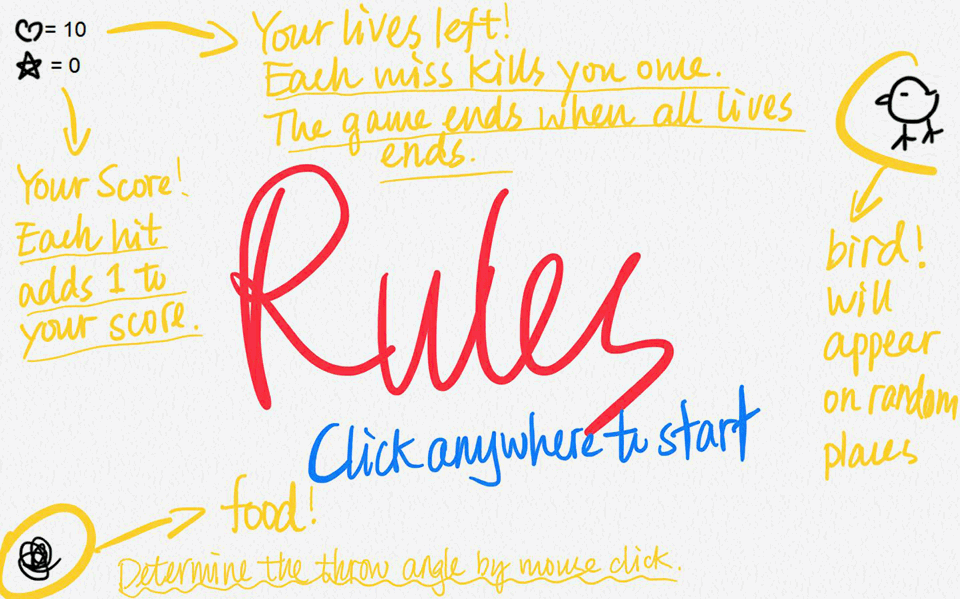 = 10
= 0
Your lives left!
Each miss kills you once.
The game ends when all lives
ends.
Your Score!
Each hit
adds 1 to
your score.
Rules
Click anywhere to start
bird!
will
appear
on random
places
food!
Determine the throw angle by mouse click.